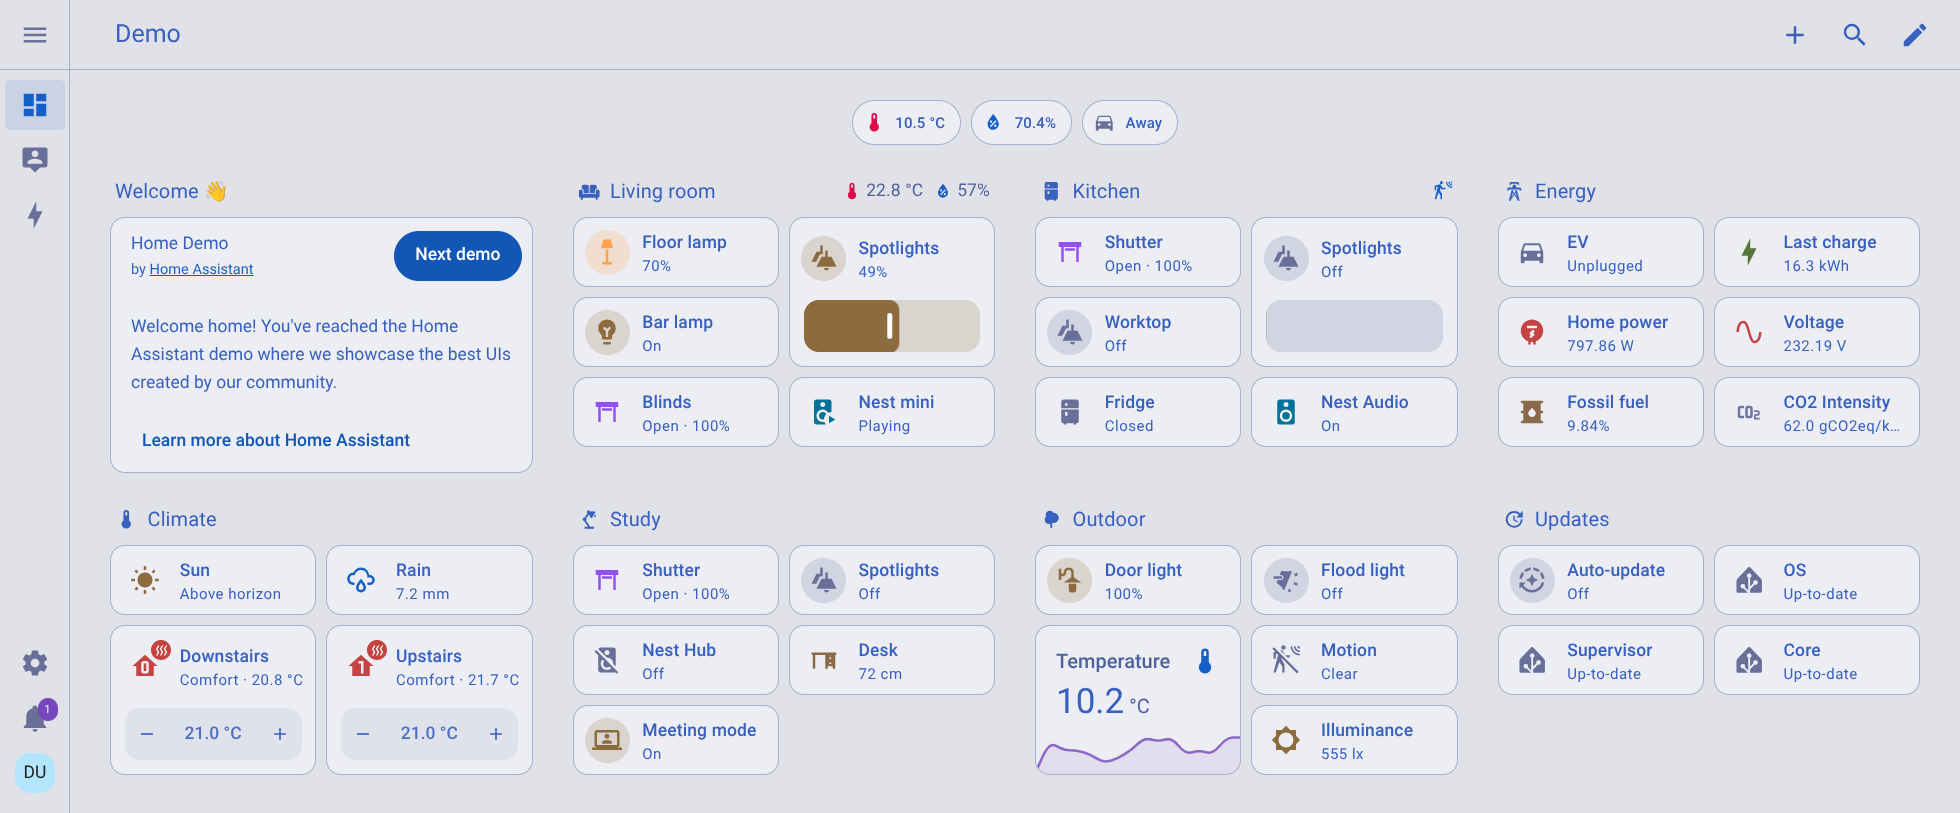 Demo
10.5 °C
70.4%
Away
Welcome 👋
Home Demo
by Home Assistant
Next demo
Welcome home! You've reached the Home
Assistant demo where we showcase the best UIs
created by our community.
Learn more about Home Assistant
Living room
22.8 °C
57%
Floor lamp
70%
Spotlights
49%
Bar lamp
On
Blinds
Open · 100%
Nest mini
Playing
Kitchen
Shutter
Open · 100%
Spotlights
Off
Worktop
Off
Fridge
Closed
Nest Audio
On
Energy
EV
Unplugged
Last charge
16.3 kWh
Home power
797.86 W
Voltage
232.19 V
Fossil fuel
9.84%
CO2
CO2 Intensity
62.0 gCO2eq/k...
Climate
Sun
Above horizon
Rain
7.2 mm
0
Downstairs
Comfort · 20.8 °C
− 21.0 °C +
1
Upstairs
Comfort · 21.7 °C
− 21.0 °C +
Study
Shutter
Open · 100%
Spotlights
Off
Nest Hub
Off
Desk
72 cm
Meeting mode
On
Outdoor
Door light
100%
Flood light
Off
Temperature
10.2 °C
Motion
Clear
Illuminance
555 lx
Updates
Auto-update
Off
OS
Up-to-date
Supervisor
Up-to-date
Core
Up-to-date
1
DU